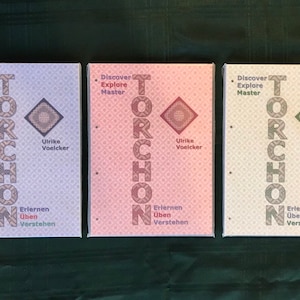 TORCHON
Ulrike
Voelcker
Erlernen
Üben
Verstehen
Discover
Explore
Master
TORCHON
Ulrike
Voelcker
Erlernen
Üben
Verstehen
Discover
Explore
Master
TORCHON
Erlernen
Üben
Verstehen